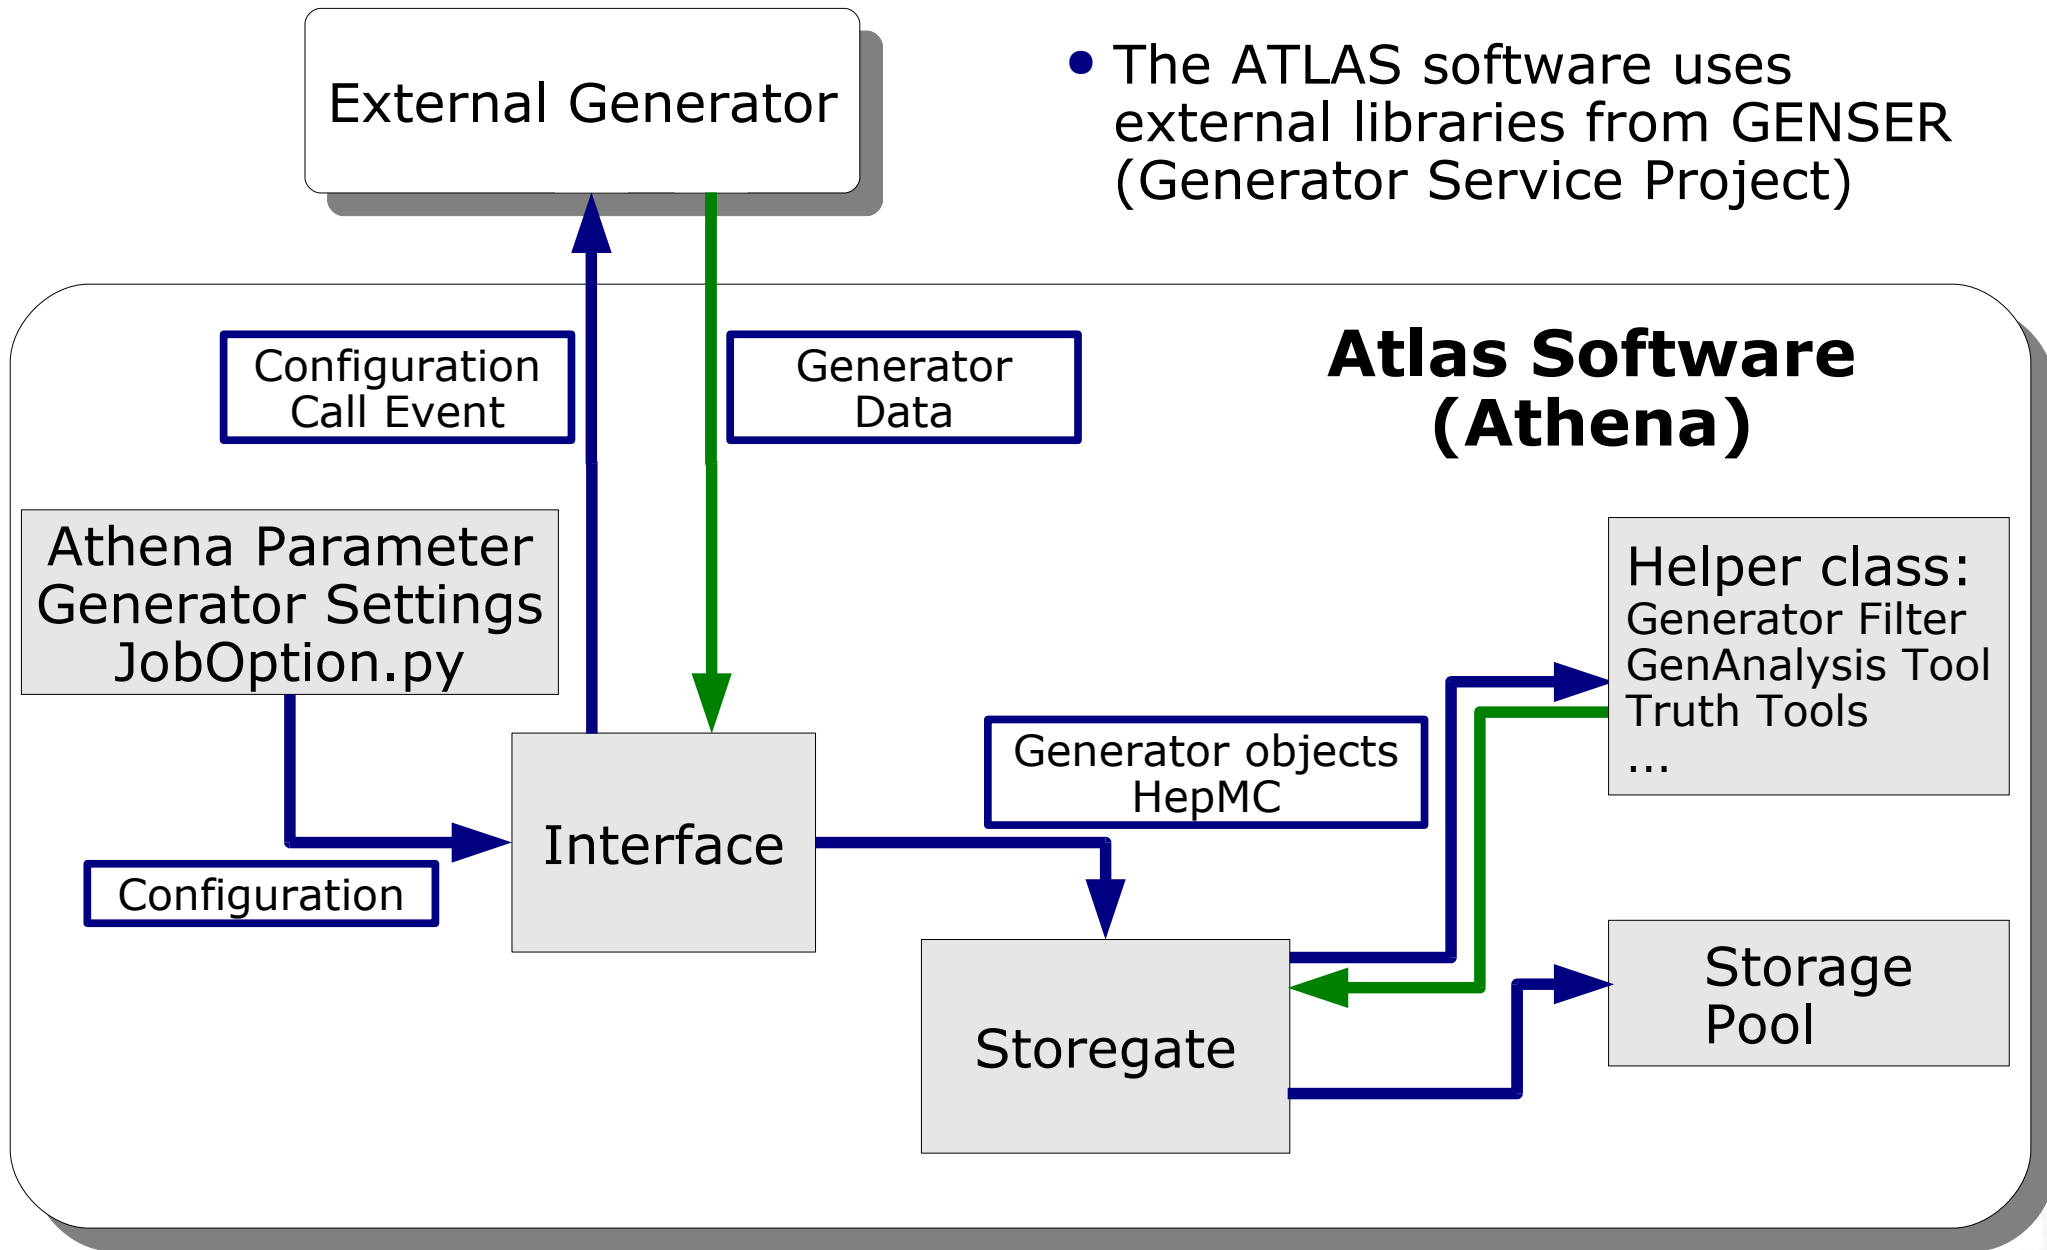 External Generator
• The ATLAS software uses
external libraries from GENSER
(Generator Service Project)
Configuration
Call Event
Generator
Data
Atlas Software
(Athena)
Athena Parameter
Generator Settings
JobOption.py
Helper class:
Generator Filter
GenAnalysis Tool
Truth Tools
...
Generator objects
HepMC
Interface
Configuration
Storegate
Storage
Pool